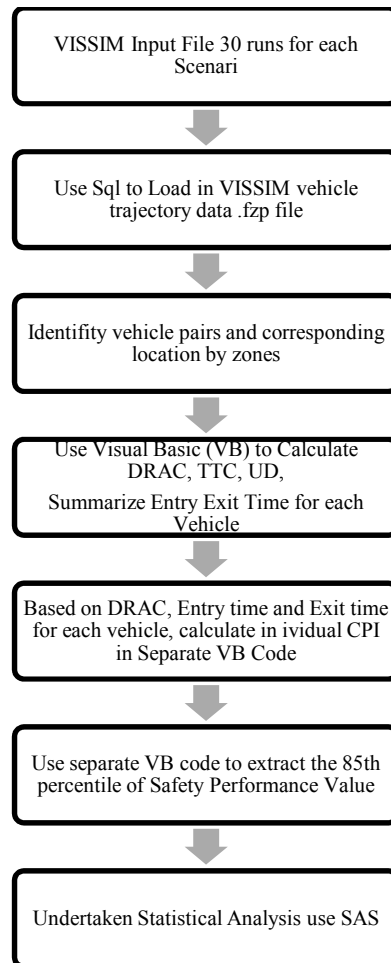 VISSIM Input File 30 runs for each
Scenari
Use Sql to Load in VISSIM vehicle
trajectory data .fzp file
Identifity vehicle pairs and corresponding
location by zones
Use Visual Basic (VB) to Calculate
DRAC, TTC, UD,
Summarize Entry Exit Time for each
Vehicle
Based on DRAC, Entry time and Exit time
for each vehicle, calculate in ividual CPI
in Separate VB Code
Use separate VB code to extract the 85th
percentile of Safety Performance Value
Undertaken Statistical Analysis use SAS